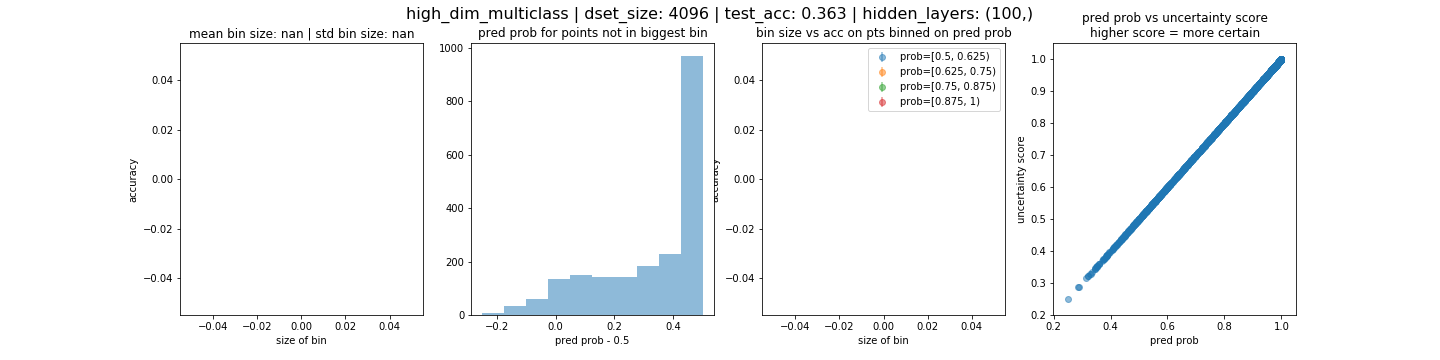 high_dim_multiclass | dset_size: 4096 | test_acc: 0.363 | hidden_layers: (100,)
mean bin size: nan | std bin size: nan
accuracy
0.04
0.02
0.00
−0.02
−0.04
−0.04
−0.02
0.00
0.02
0.04
size of bin
pred prob for points not in biggest bin
1000
800
600
400
200
0
−0.2
0.0
0.2
0.4
pred prob - 0.5
bin size vs acc on pts binned on pred prob
prob=[0.5, 0.625)
prob=[0.625, 0.75)
prob=[0.75, 0.875)
prob=[0.875, 1)
0.04
0.02
0.00
−0.02
−0.04
−0.04
−0.02
0.00
0.02
0.04
size of bin
pred prob vs uncertainty score
higher score = more certain
uncertainty score
1.0
0.9
0.8
0.7
0.6
0.5
0.4
0.3
0.2
0.2
0.4
0.6
0.8
1.0
pred prob